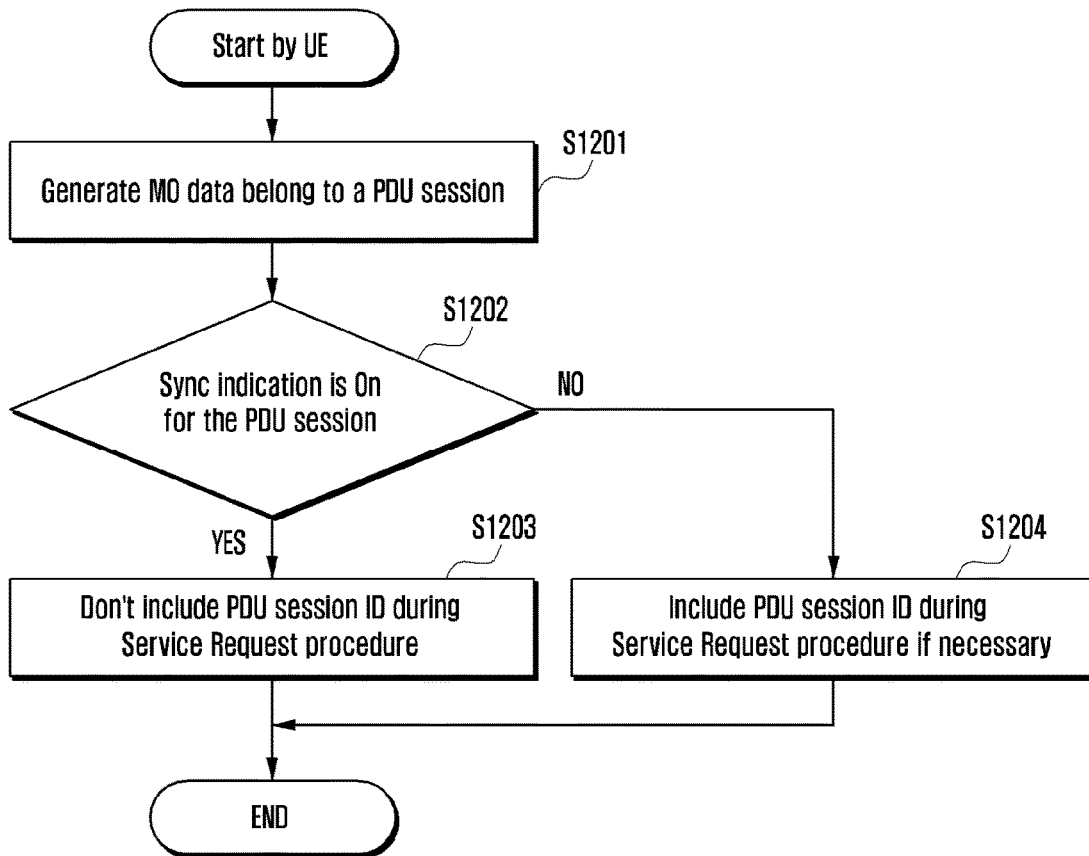 Start by UE
S1201
Generate MO data belong to a PDU session
S1202
Sync indication is On
for the PDU session
NO
YES
S1203
Don't include PDU session ID during
Service Request procedure
S1204
Include PDU session ID during
Service Request procedure if necessary
END